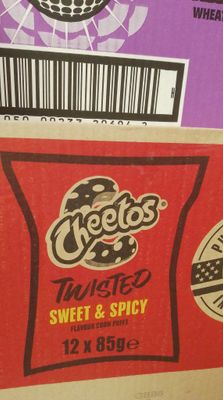 WHEAT
Cheetos
TWISTED
SWEET & SPICY
FLAVOUR CORN PUFFS
12 x 85g e